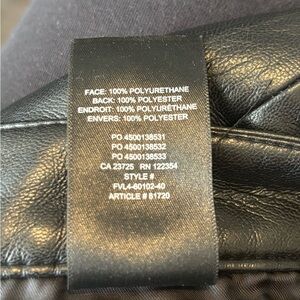 FACE: 100% POLYURETHANE
BACK: 100% POLYESTER
ENDROIT: 100% POLYURETHANE
ENVERS: 100% POLYESTER
PO 4500138531
PO 4500138532
PO 4500138533
CA 23725 RN 122354
STYLE #
FVL4-60102-40
ARTICLE # 81720